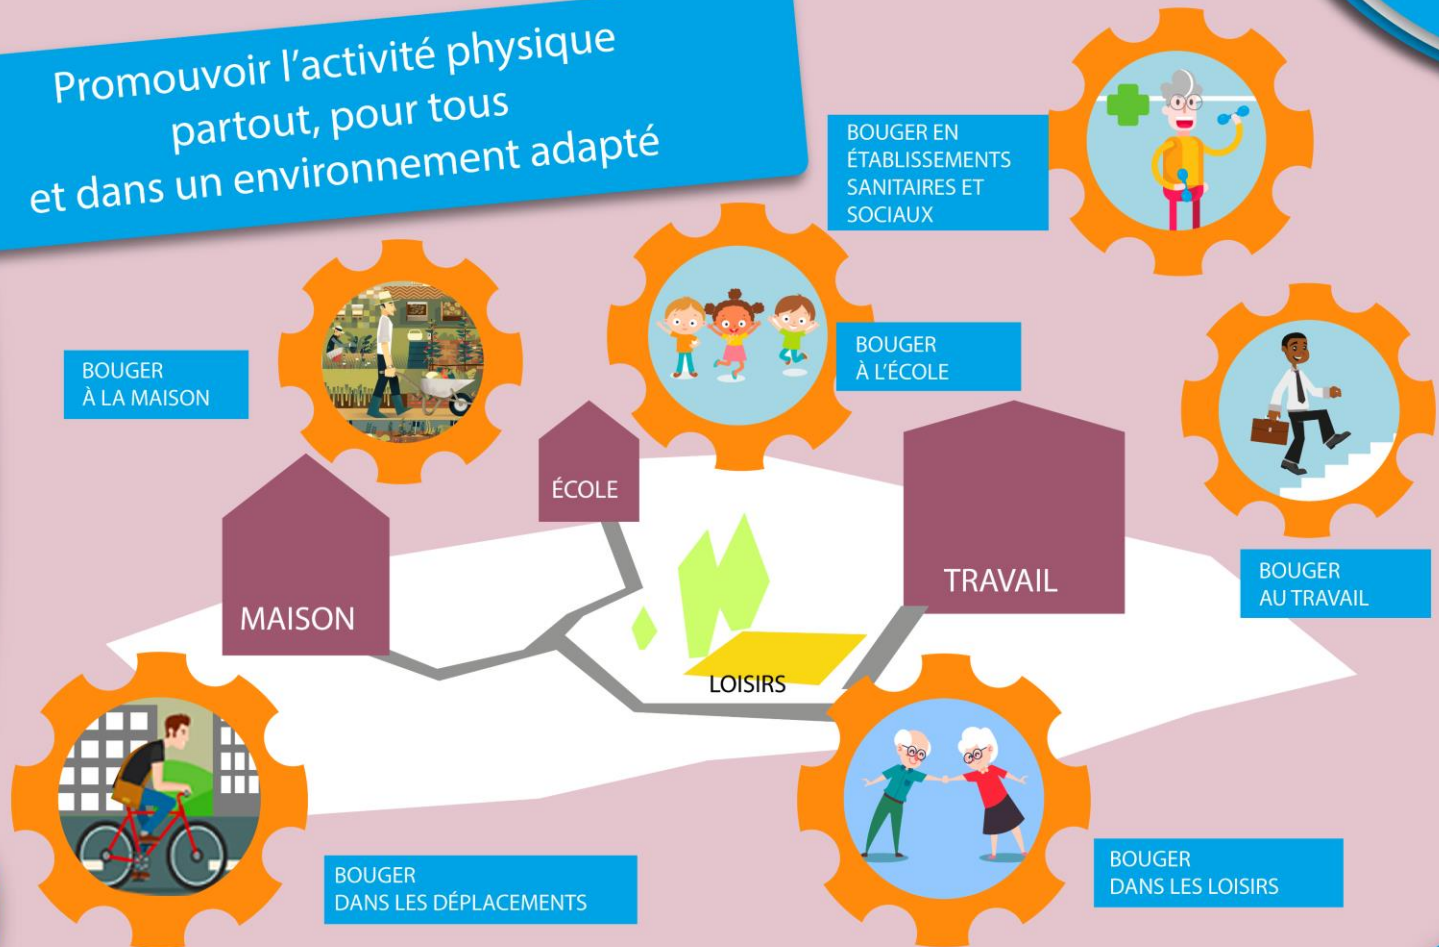 Promouvoir l’activité physique
partout, pour tous
et dans un environnement adapté
BOUGER EN
ÉTABLISSEMENTS
SANITAIRES ET
SOCIAUX
BOUGER
À LA MAISON
BOUGER
À L’ÉCOLE
ÉCOLE
MAISON
TRAVAIL
BOUGER
AU TRAVAIL
LOISIRS
BOUGER
DANS LES DÉPLACEMENTS
BOUGER
DANS LES LOISIRS